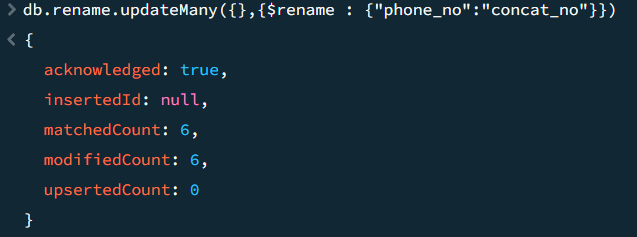 > db.rename.updateMany({},{$rename : {"phone_no":"concat_no"}})
< {
acknowledged: true,
insertedId: null,
matchedCount: 6,
modifiedCount: 6,
upsertedCount: 0
}